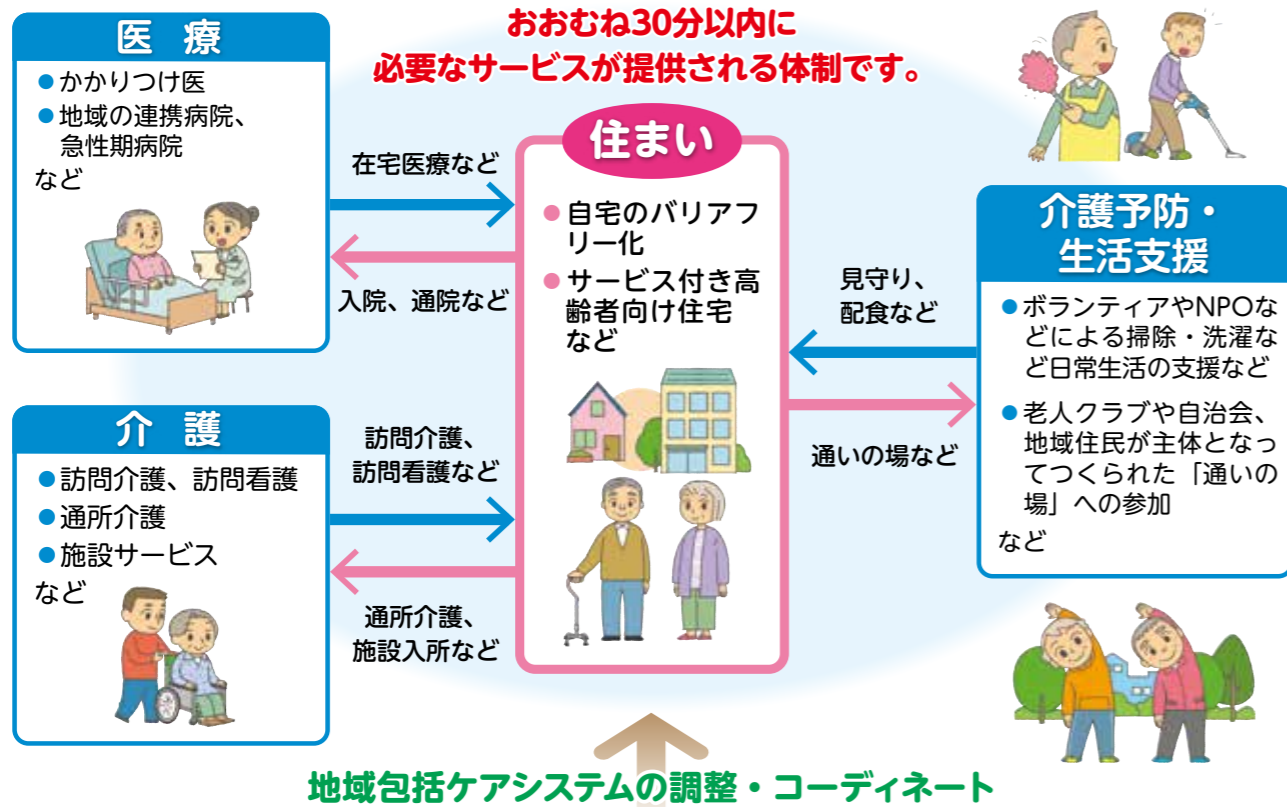 おおむね30分以内に
必要なサービスが提供される体制です。
医 療
●かかりつけ医
●地域の連携病院、
急性期病院
など
在宅医療など
入院、通院など
住まい
●自宅のバリアフ
リー化
●サービス付き高
齢者向け住宅
など
見守り、
配食など
通いの場など
介護予防・
生活支援
●ボランティアやNPOな
どによる掃除・洗濯な
ど日常生活の支援など
●老人クラブや自治会、
地域住民が主体となっ
てつくられた「通いの
場」への参加
など
介 護
●訪問介護、訪問看護
●通所介護
●施設サービス
など
訪問介護、
訪問看護など
通所介護、
施設入所など
地域包括ケアシステムの調整・コーディネート